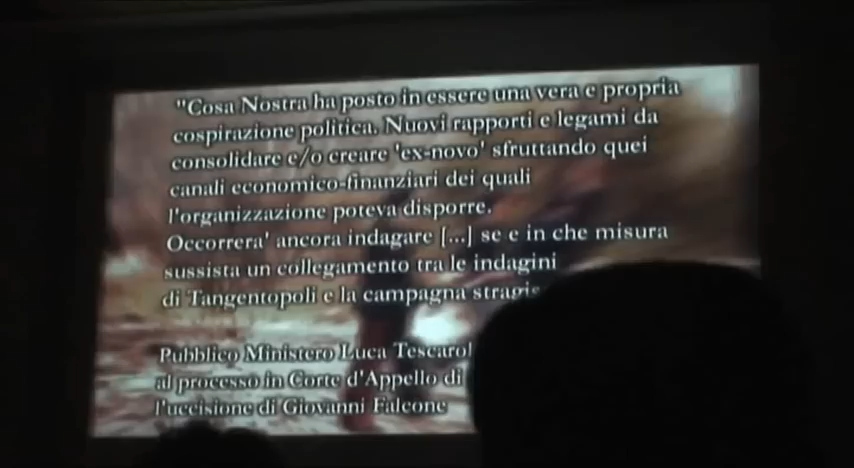 "Cosa Nostra ha posto in essere una vera e propria
cospirazione politica. Nuovi rapporti e legami da
consolidare e/o creare 'ex-novo' sfruttando quei
canali economico-finanziari dei quali
l'organizzazione poteva disporre.
Occorrera' ancora indagare [...] se e in che misura
sussista un collegamento tra le indagini
di Tangentopoli e la campagna
Pubblico Ministero Luca
al processo in Corte d'Appello di
l'uccisione di Giovanni Falcone